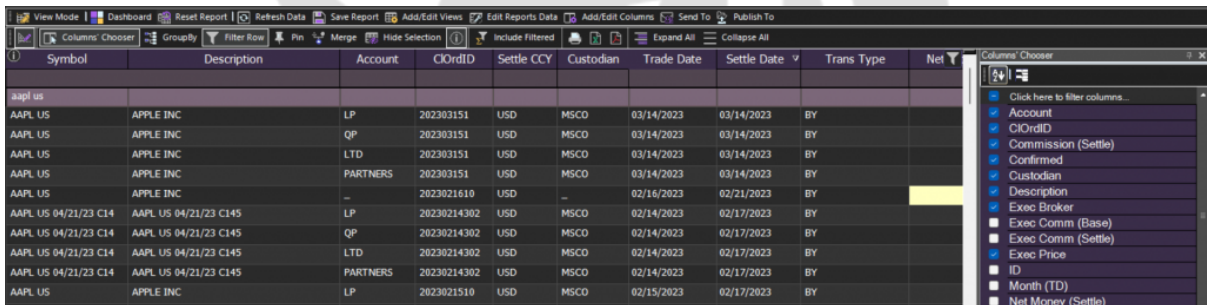 View Mode Dashboard Reset Report Refresh Data Save Report Add/Edit Views Edit Reports Data Add/Edit Columns Send To Publish To
Columns' Chooser GroupBy Filter Row Pin Merge Hide Selection Include Filtered Expand All Collapse All
Symbol Description Account ClOrdID Settle CCY Custodian Trade Date Settle Date Trans Type Net
aapl us
AAPL US APPLE INC LP 202303151 USD MSCO 03/14/2023 03/14/2023 BY
AAPL US APPLE INC QP 202303151 USD MSCO 03/14/2023 03/14/2023 BY
AAPL US APPLE INC LTD 202303151 USD MSCO 03/14/2023 03/14/2023 BY
AAPL US APPLE INC PARTNERS 202303151 USD MSCO 03/14/2023 03/14/2023 BY
AAPL US APPLE INC _ 2023021610 USD _ 02/16/2023 02/21/2023 BY
AAPL US 04/21/23 C14 AAPL US 04/21/23 C145 LP 20230214302 USD MSCO 02/14/2023 02/17/2023 BY
AAPL US 04/21/23 C14 AAPL US 04/21/23 C145 QP 20230214302 USD MSCO 02/14/2023 02/17/2023 BY
AAPL US 04/21/23 C14 AAPL US 04/21/23 C145 LTD 20230214302 USD MSCO 02/14/2023 02/17/2023 BY
AAPL US 04/21/23 C14 AAPL US 04/21/23 C145 PARTNERS 20230214302 USD MSCO 02/14/2023 02/17/2023 BY
AAPL US APPLE INC LP 2023021510 USD MSCO 02/15/2023 02/17/2023 BY
Columns' Chooser
Click here to filter columns...
Account
ClOrdID
Commission (Settle)
Confirmed
Custodian
Description
Exec Broker
Exec Comm (Base)
Exec Comm (Settle)
Exec Price
ID
Month (TD)
Net Money (Settle)